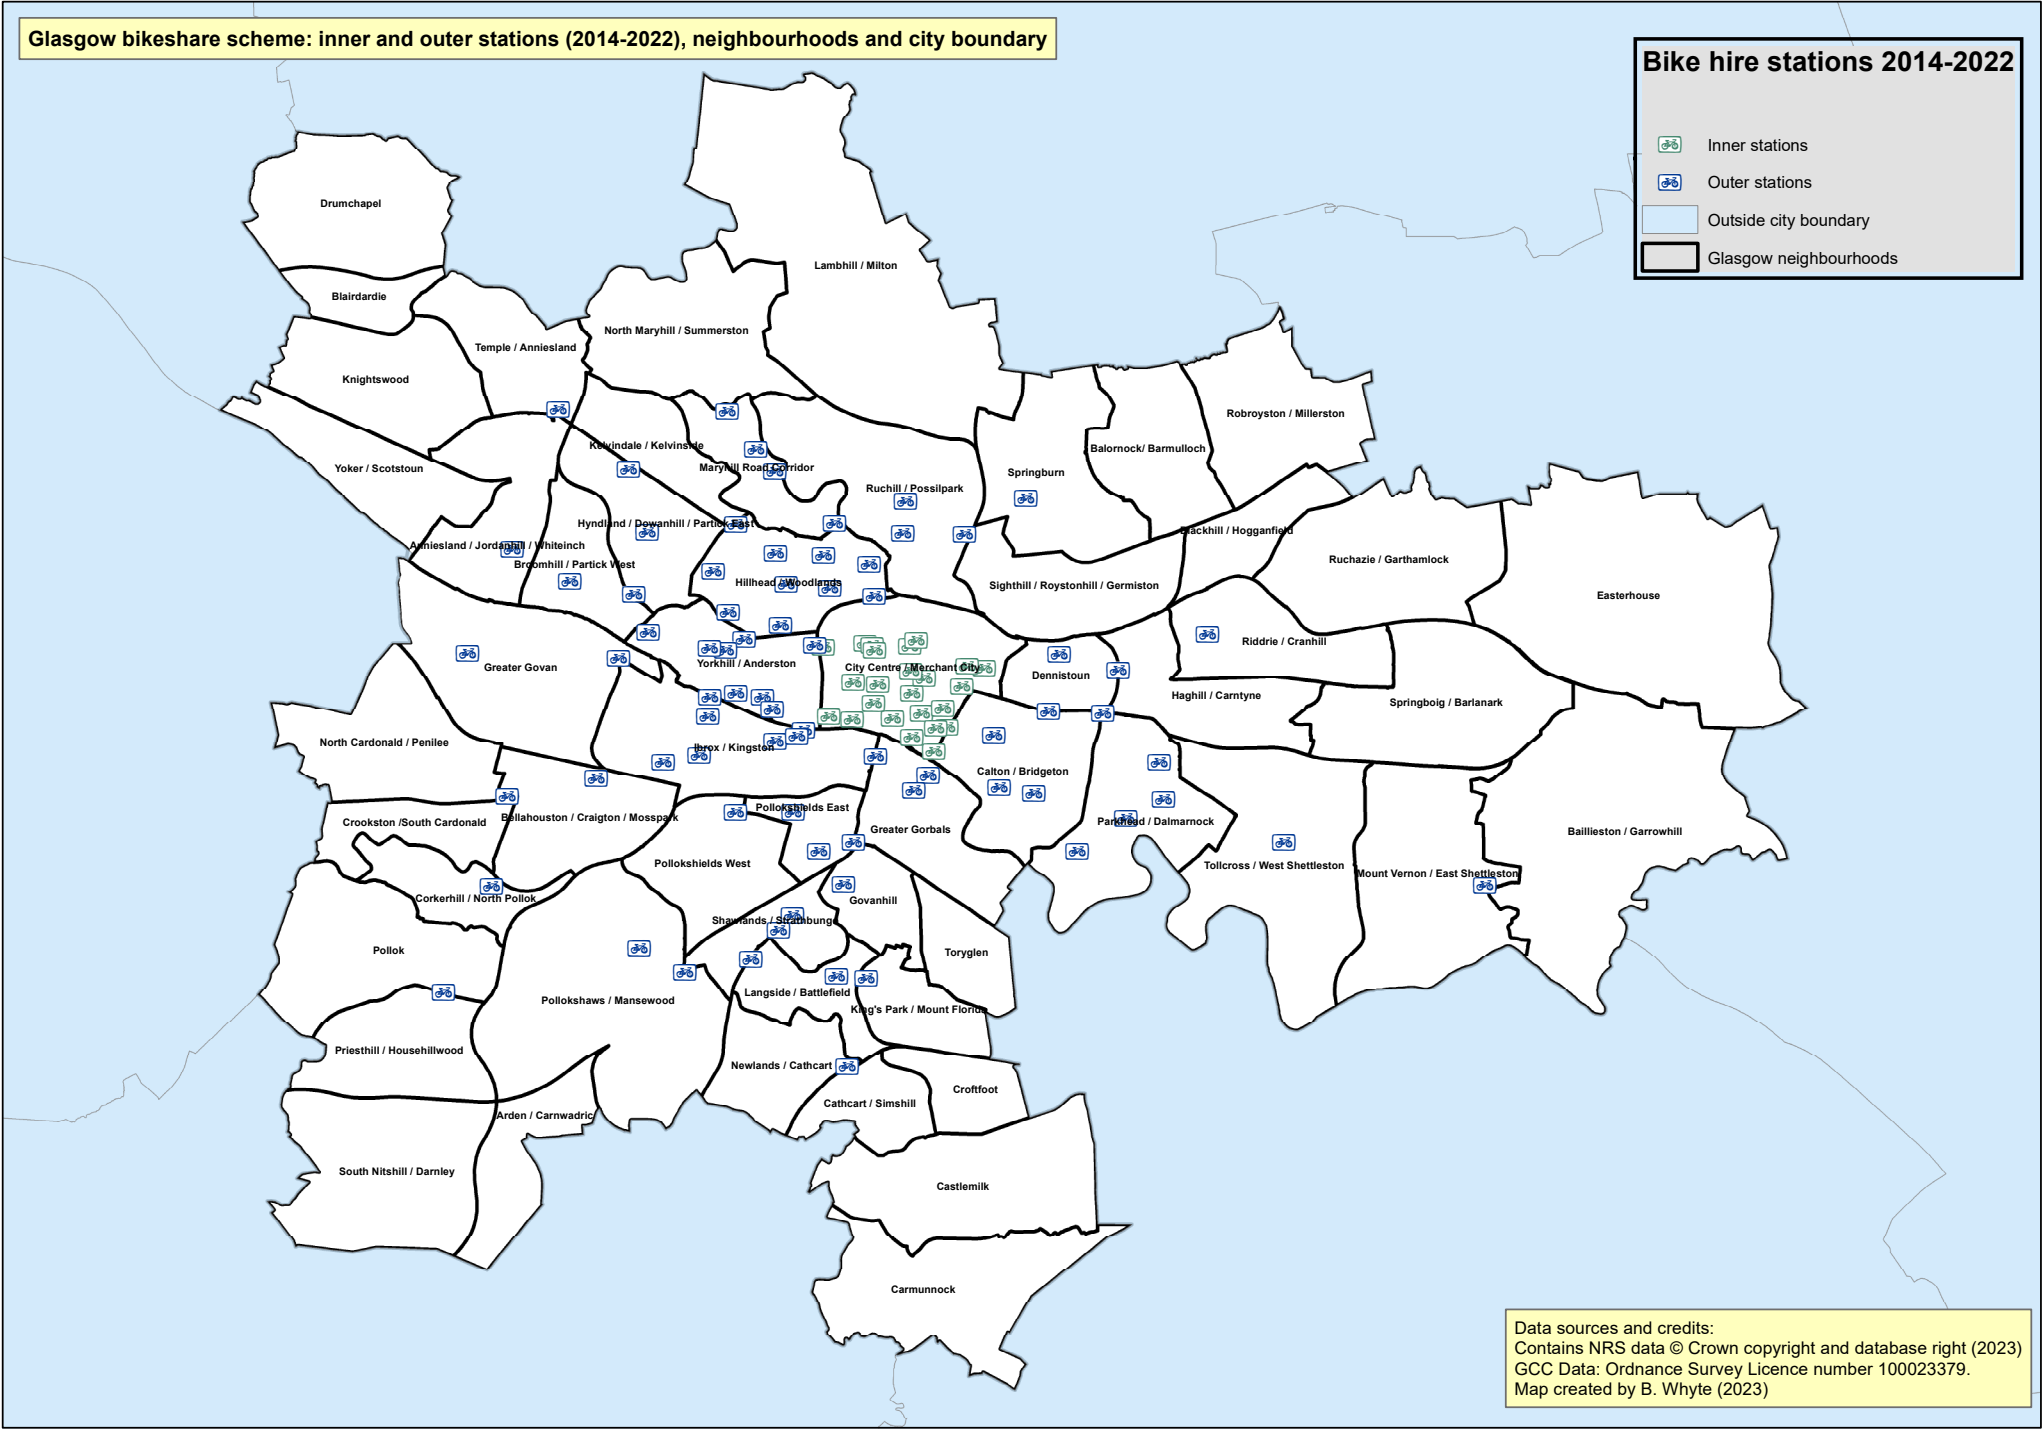 Glasgow bikeshare scheme: inner and outer stations (2014-2022), neighbourhoods and city boundary
Bike hire stations 2014-2022
Inner stations
Outer stations
Outside city boundary
Glasgow neighbourhoods
Drumchapel
Lambhill / Milton
Blairdardie
North Maryhill / Summerston
Temple / Anniesland
Knightswood
Robroyston / Millerston
Kelvindale / Kelvinside
Balornock/ Barmulloch
Yoker / Scotstoun
Maryhill Road Corridor
Springburn
Ruchill / Possilpark
Hyndland / Dowanhill / Partick East
Blackhill / Hogganfield
Anniesland / Jordanhill / Whiteinch
Ruchazie / Garthamlock
Broomhill / Partick West
Hillhead / Woodlands
Sighthill / Roystonhill / Germiston
Easterhouse
Riddrie / Cranhill
Greater Govan
Yorkhill / Anderston
City Centre / Merchant City
Dennistoun
Haghill / Carntyne
Springboig / Barlanark
North Cardonald / Penilee
Ibrox / Kingston
Calton / Bridgeton
Pollokshields East
Bellahouston / Craigton / Mosspark
Crookston /South Cardonald
Greater Gorbals
Parkhead / Dalmarnock
Baillieston / Garrowhill
Pollokshields West
Tollcross / West Shettleston
Mount Vernon / East Shettleston
Corkerhill / North Pollok
Govanhill
Shawlands / Strathbungo
Pollok
Toryglen
Langside / Battlefield
Pollokshaws / Mansewood
King's Park / Mount Florida
Priesthill / Househillwood
Newlands / Cathcart
Croftfoot
Cathcart / Simshill
Arden / Carnwadric
South Nitshill / Darnley
Castlemilk
Carmunnock
Data sources and credits:
Contains NRS data © Crown copyright and database right (2023)
GCC Data: Ordnance Survey Licence number 100023379.
Map created by B. Whyte (2023)